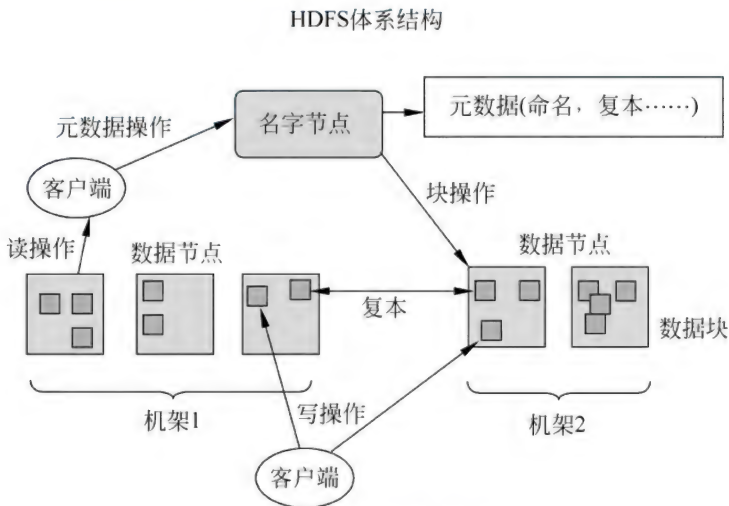 HDFS体系结构
元数据(命名，复本……)
名字节点
元数据操作
客户端
块操作
读操作
数据节点
数据节点
复本
数据块
写操作
机架1
机架2
客户端